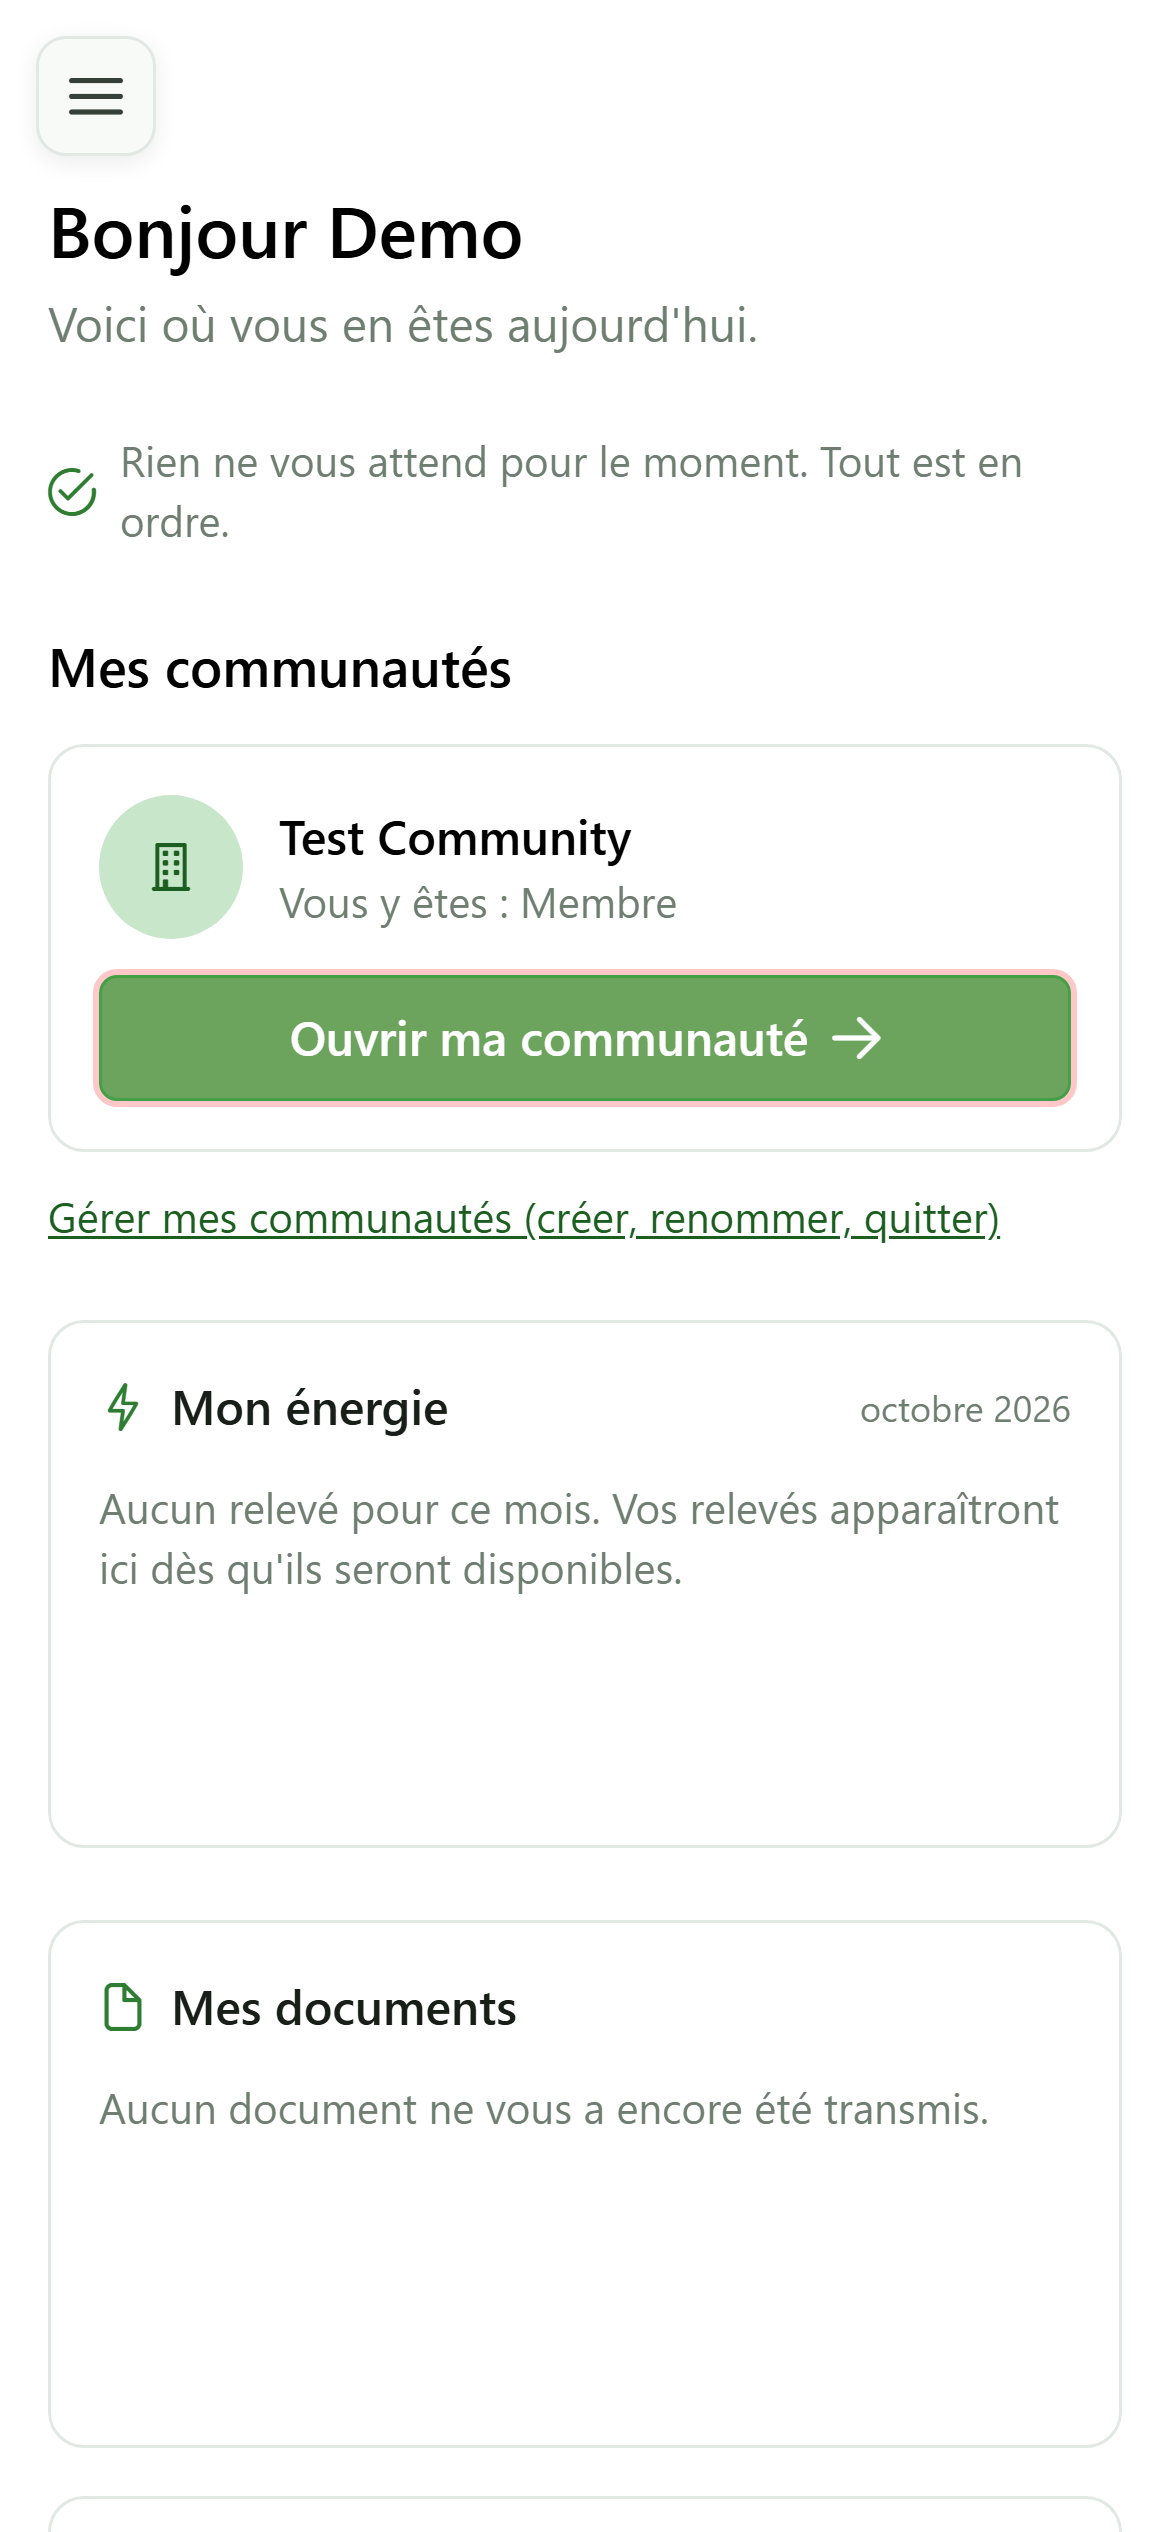 Bonjour Demo
Voici où vous en êtes aujourd'hui.
Rien ne vous attend pour le moment. Tout est en
ordre.
Mes communautés
Test Community
Vous y êtes : Membre
Ouvrir ma communauté
Gérer mes communautés (créer, renommer, quitter)
Mon énergie
octobre 2026
Aucun relevé pour ce mois. Vos relevés apparaîtront
ici dès qu'ils seront disponibles.
Mes documents
Aucun document ne vous a encore été transmis.